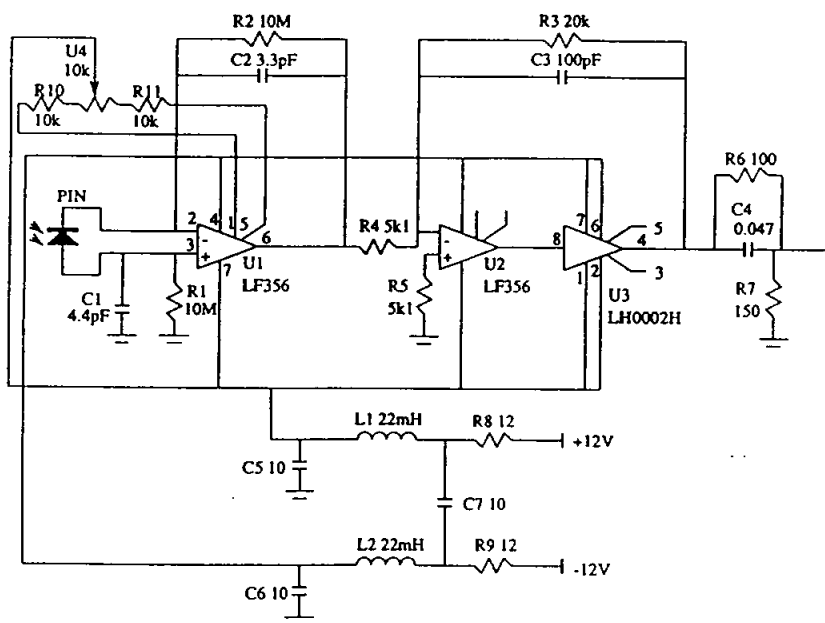 R2 10M
C2 3.3pF
R3 20k
C3 100pF
U4
10k
R10
10k
R11
10k
PIN
2
4
1
5
3
6
7
U1
LF356
R4 5k1
-
+
-
+
R5
5k1
U2
LF356
7
6
5
8
4
1
2
3
U3
LH0002H
R6 100
C4
0.047
R7
150
C1
4.4pF
R1
10M
L1 22mH
R8 12
+12V
C5 10
C7 10
L2 22mH
R9 12
-12V
C6 10